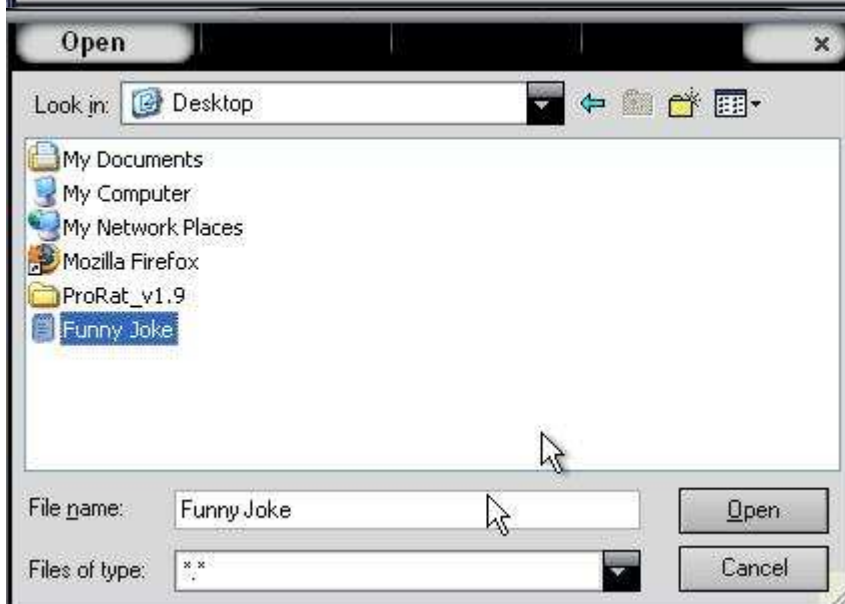 Open
Look in: Desktop
My Documents
My Computer
My Network Places
Mozilla Firefox
ProRat_v1.9
Funny Joke
File name: Funny Joke Open
Files of type: *.* Cancel